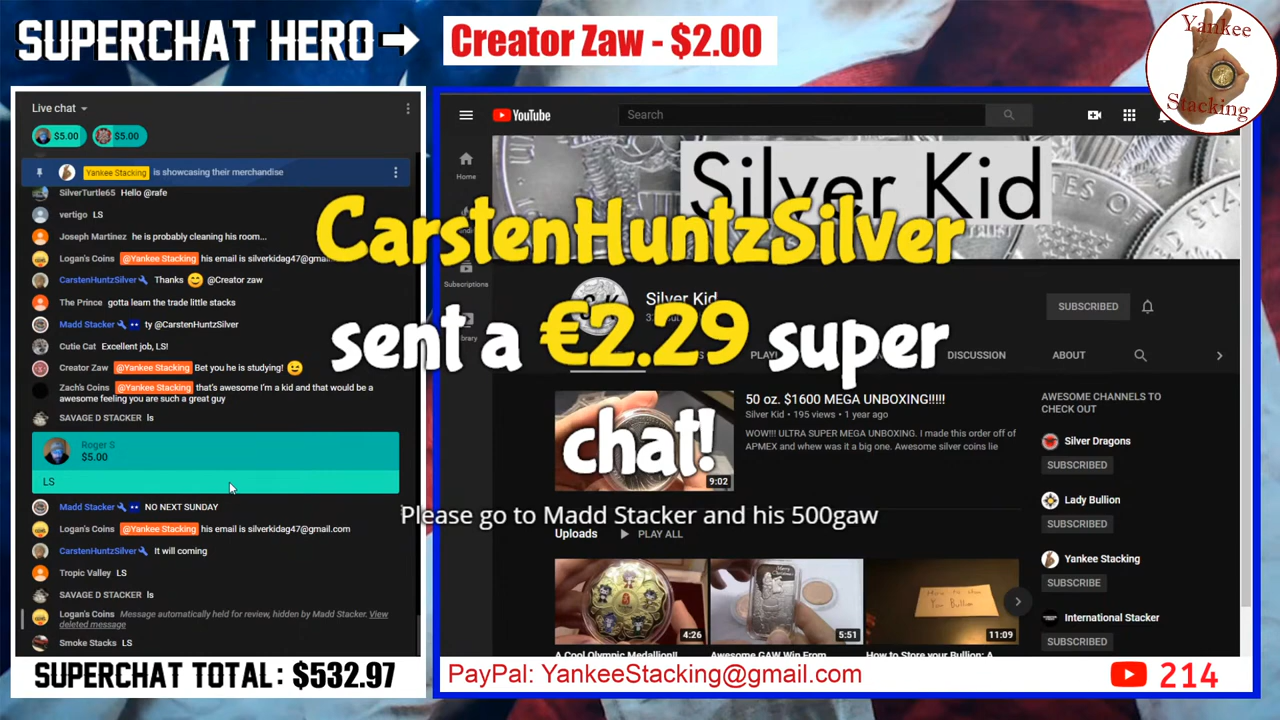 SUPERCHAT HERO
Creator Zaw - $2.00
Yankee
Stacking
Live chat
$5.00 $5.00
Yankee Stacking is showcasing their merchandise
SilverTurtle65 Hello @rafe
vertigo LS
Joseph Martinez he is probably cleaning his room...
Logan's Coins @Yankee Stacking his email is silverkidag47@gmail.com
CarstenHuntzSilver Thanks 😊 @Creator zaw
The Prince gotta learn the trade little stacks
Madd Stacker ty @CarstenHuntzSilver
Cutie Cat Excellent job, LS!
Creator Zaw @Yankee Stacking Bet you he is studying! 😉
Zach's Coins @Yankee Stacking that's awesome I'm a kid and that would be a
awesome feeling you are such a great guy
SAVAGE D STACKER ls
Roger S
$5.00
LS
Madd Stacker NO NEXT SUNDAY
Logan's Coins @Yankee Stacking his email is silverkidag47@gmail.com
CarstenHuntzSilver It will coming
Tropic Valley LS
SAVAGE D STACKER ls
Logan's Coins Message automatically held for review, hidden by Madd Stacker. View
deleted message
Smoke Stacks LS
SUPERCHAT TOTAL: $532.97
YouTube
Search
Home
Subscriptions
Silver Kid
TRUST
Silver Kid
SUBSCRIBED
DISCUSSION
ABOUT
CarstenHuntzSilver
sent a €2.29 super
chat!
Please go to Madd Stacker and his 500gaw
50 oz. $1600 MEGA UNBOXING!!!!!
Silver Kid • 195 views • 1 year ago
WOW!!! ULTRA SUPER MEGA UNBOXING. I made this order off of
APMEX and whew was it a big one. Awesome silver coins lie
9:02
Uploads PLAY ALL
4:26
5:51
11:09
A Cool Olympic Medallion!!
Awesome GAW Win From
How to Store your Bullion: A
AWESOME CHANNELS TO
CHECK OUT
Silver Dragons
SUBSCRIBED
Lady Bullion
SUBSCRIBED
Yankee Stacking
SUBSCRIBE
International Stacker
SUBSCRIBED
PayPal: YankeeStacking@gmail.com
214